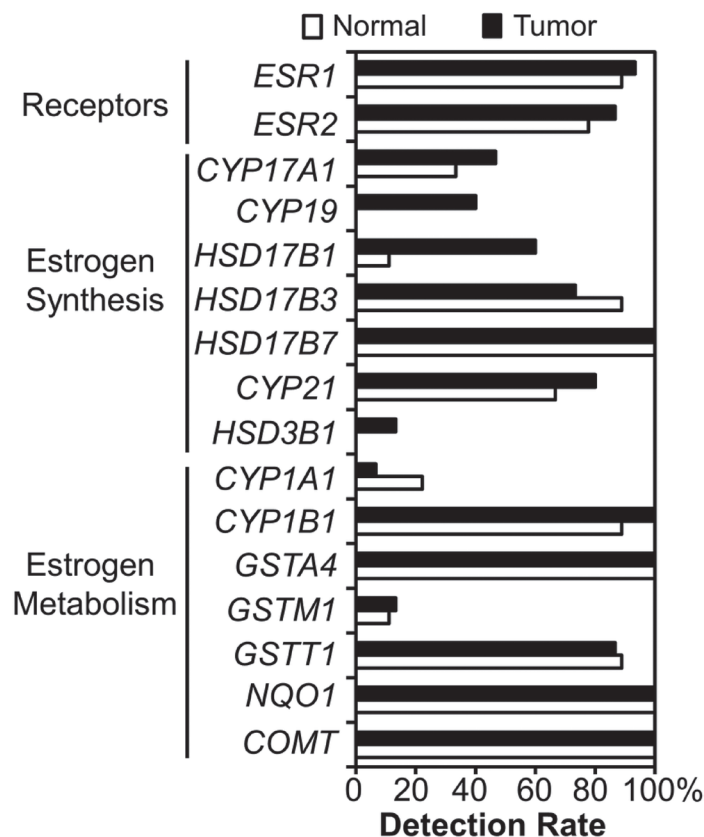 Normal Tumor
Receptors
ESR1
ESR2
Estrogen
Synthesis
CYP17A1
CYP19
HSD17B1
HSD17B3
HSD17B7
CYP21
HSD3B1
Estrogen
Metabolism
CYP1A1
CYP1B1
GSTA4
GSTM1
GSTT1
NQO1
COMT
0 20 40 60 80 100%
Detection Rate